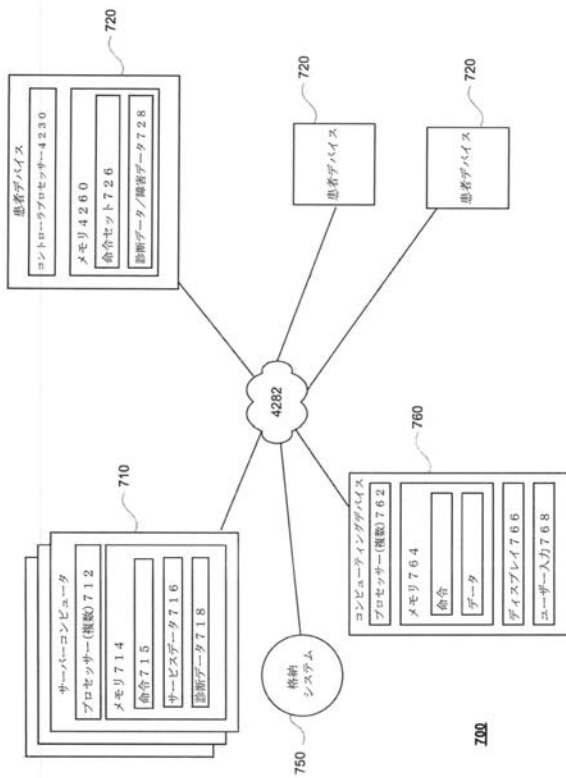 サーバーコンピュータ
プロセッサー(複数)712
メモリ714
命令715
サービスデータ716
診断データ718
710
患者デバイス
コントローラプロセッサー4230
メモリ4260
命令セット726
診断データ/障害データ728
720
患者デバイス
720
患者デバイス
720
4282
格納
システム
750
コンピューティングデバイス
プロセッサー(複数)762
メモリ764
命令
データ
ディスプレイ766
ユーザー入力768
760
700